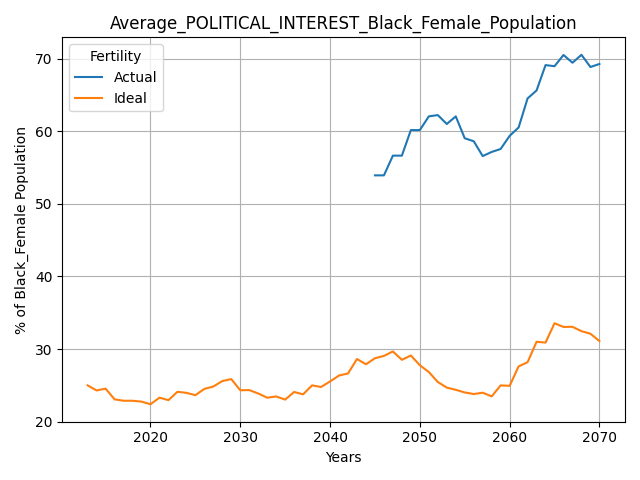 Average_POLITICAL_INTEREST_Black_Female_Population
Fertility
Actual
Ideal
% of Black_Female Population
70
60
50
40
30
20
2020 2030 2040 2050 2060 2070
Years